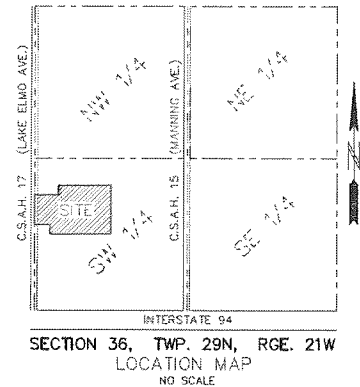 C.S.A.H. 17 (LAKE ELMO AVE.)
NW 1/4
C.S.A.H. 15 (MANNING AVE.)
NE 1/4
SITE
SW 1/4
SE 1/4
N
INTERSTATE 94
SECTION 36, TWP. 29N, RGE. 21W
LOCATION MAP
NO SCALE